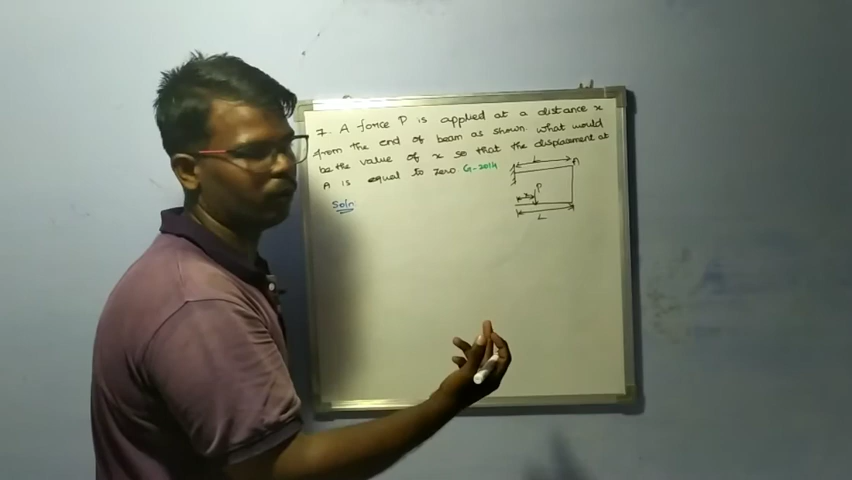 7. A force P is applied at a distance x
from the end of beam as shown. what would
be the value of x so that the displacement at
A is equal to zero. G-2014
Soln
L
A
P
x
L